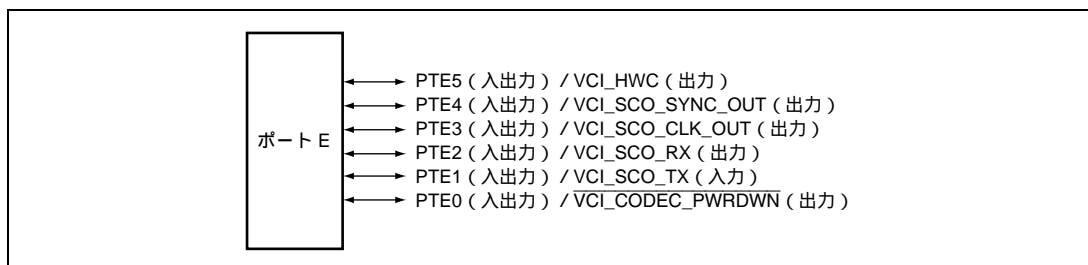 ポート E
PTE5 ( 入出力 ) / VCI_HWC ( 出力 )
PTE4 ( 入出力 ) / VCI_SCO_SYNC_OUT ( 出力 )
PTE3 ( 入出力 ) / VCI_SCO_CLK_OUT ( 出力 )
PTE2 ( 入出力 ) / VCI_SCO_RX ( 出力 )
PTE1 ( 入出力 ) / VCI_SCO_TX ( 入力 )
PTE0 ( 入出力 ) / VCI_CODEC_PWRDWN ( 出力 )